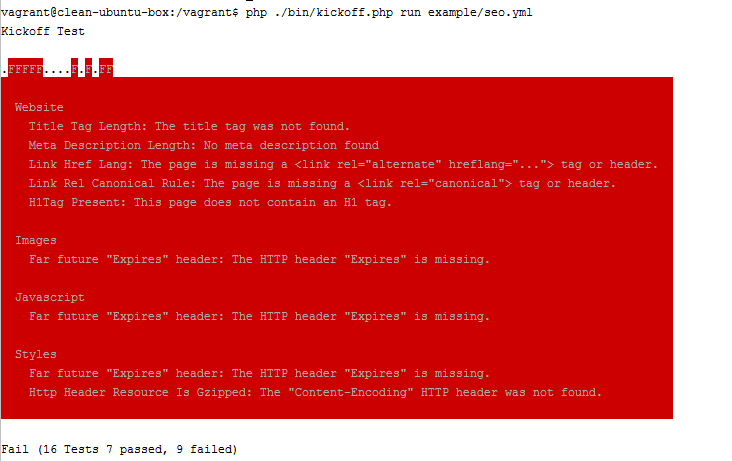 vagrant@clean-ubuntu-box:/vagrant$ php ./bin/kickoff.php run example/seo.yml
Kickoff Test
.FFFFF....F.F.FF
Website
Title Tag Length: The title tag was not found.
Meta Description Length: No meta description found
Link Href Lang: The page is missing a <link rel="alternate" hreflang="..."> tag or header.
Link Rel Canonical Rule: The page is missing a <link rel="canonical"> tag or header.
H1Tag Present: This page does not contain an H1 tag.
Images
Far future "Expires" header: The HTTP header "Expires" is missing.
Javascript
Far future "Expires" header: The HTTP header "Expires" is missing.
Styles
Far future "Expires" header: The HTTP header "Expires" is missing.
Http Header Resource Is Gzipped: The "Content-Encoding" HTTP header was not found.
Fail (16 Tests 7 passed, 9 failed)